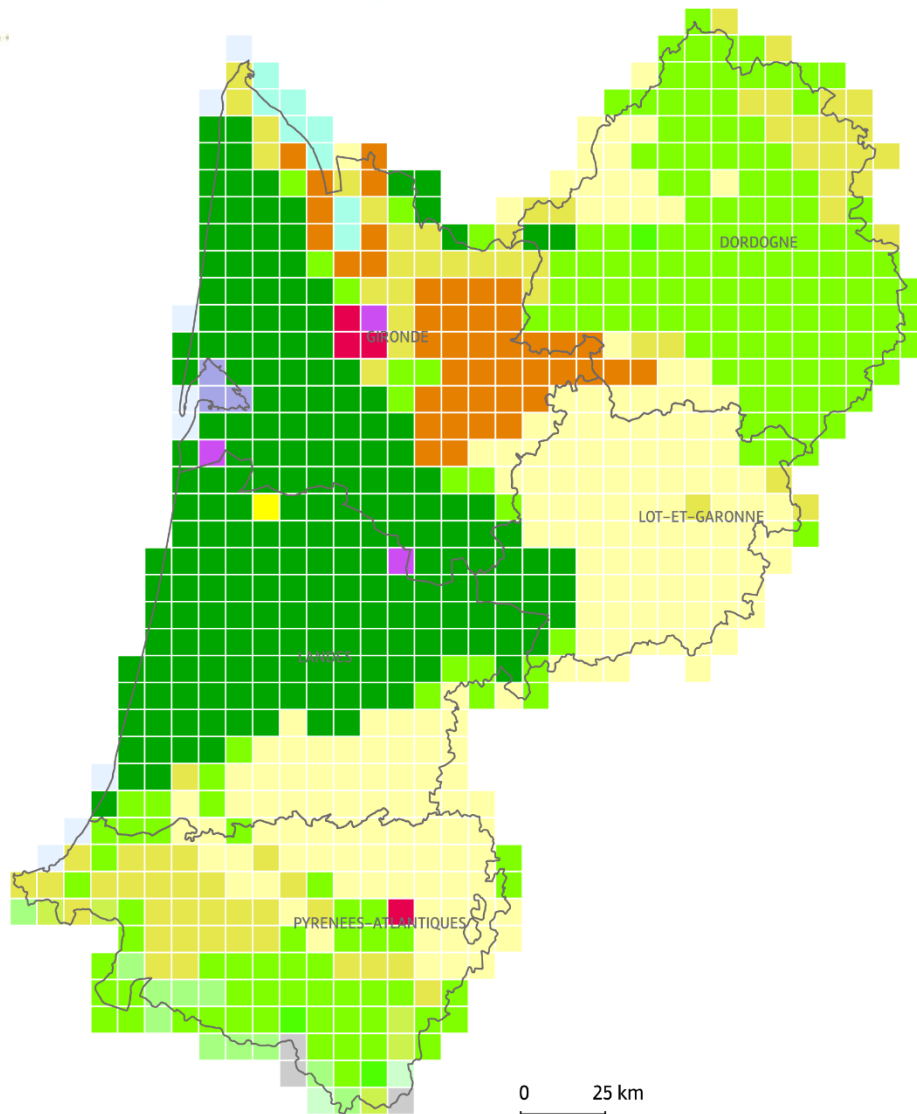 DORDOGNE
GIRONDE
LOT-ET-GARONNE
LANDES
PYRENEES-ATLANTIQUES
0 25 km